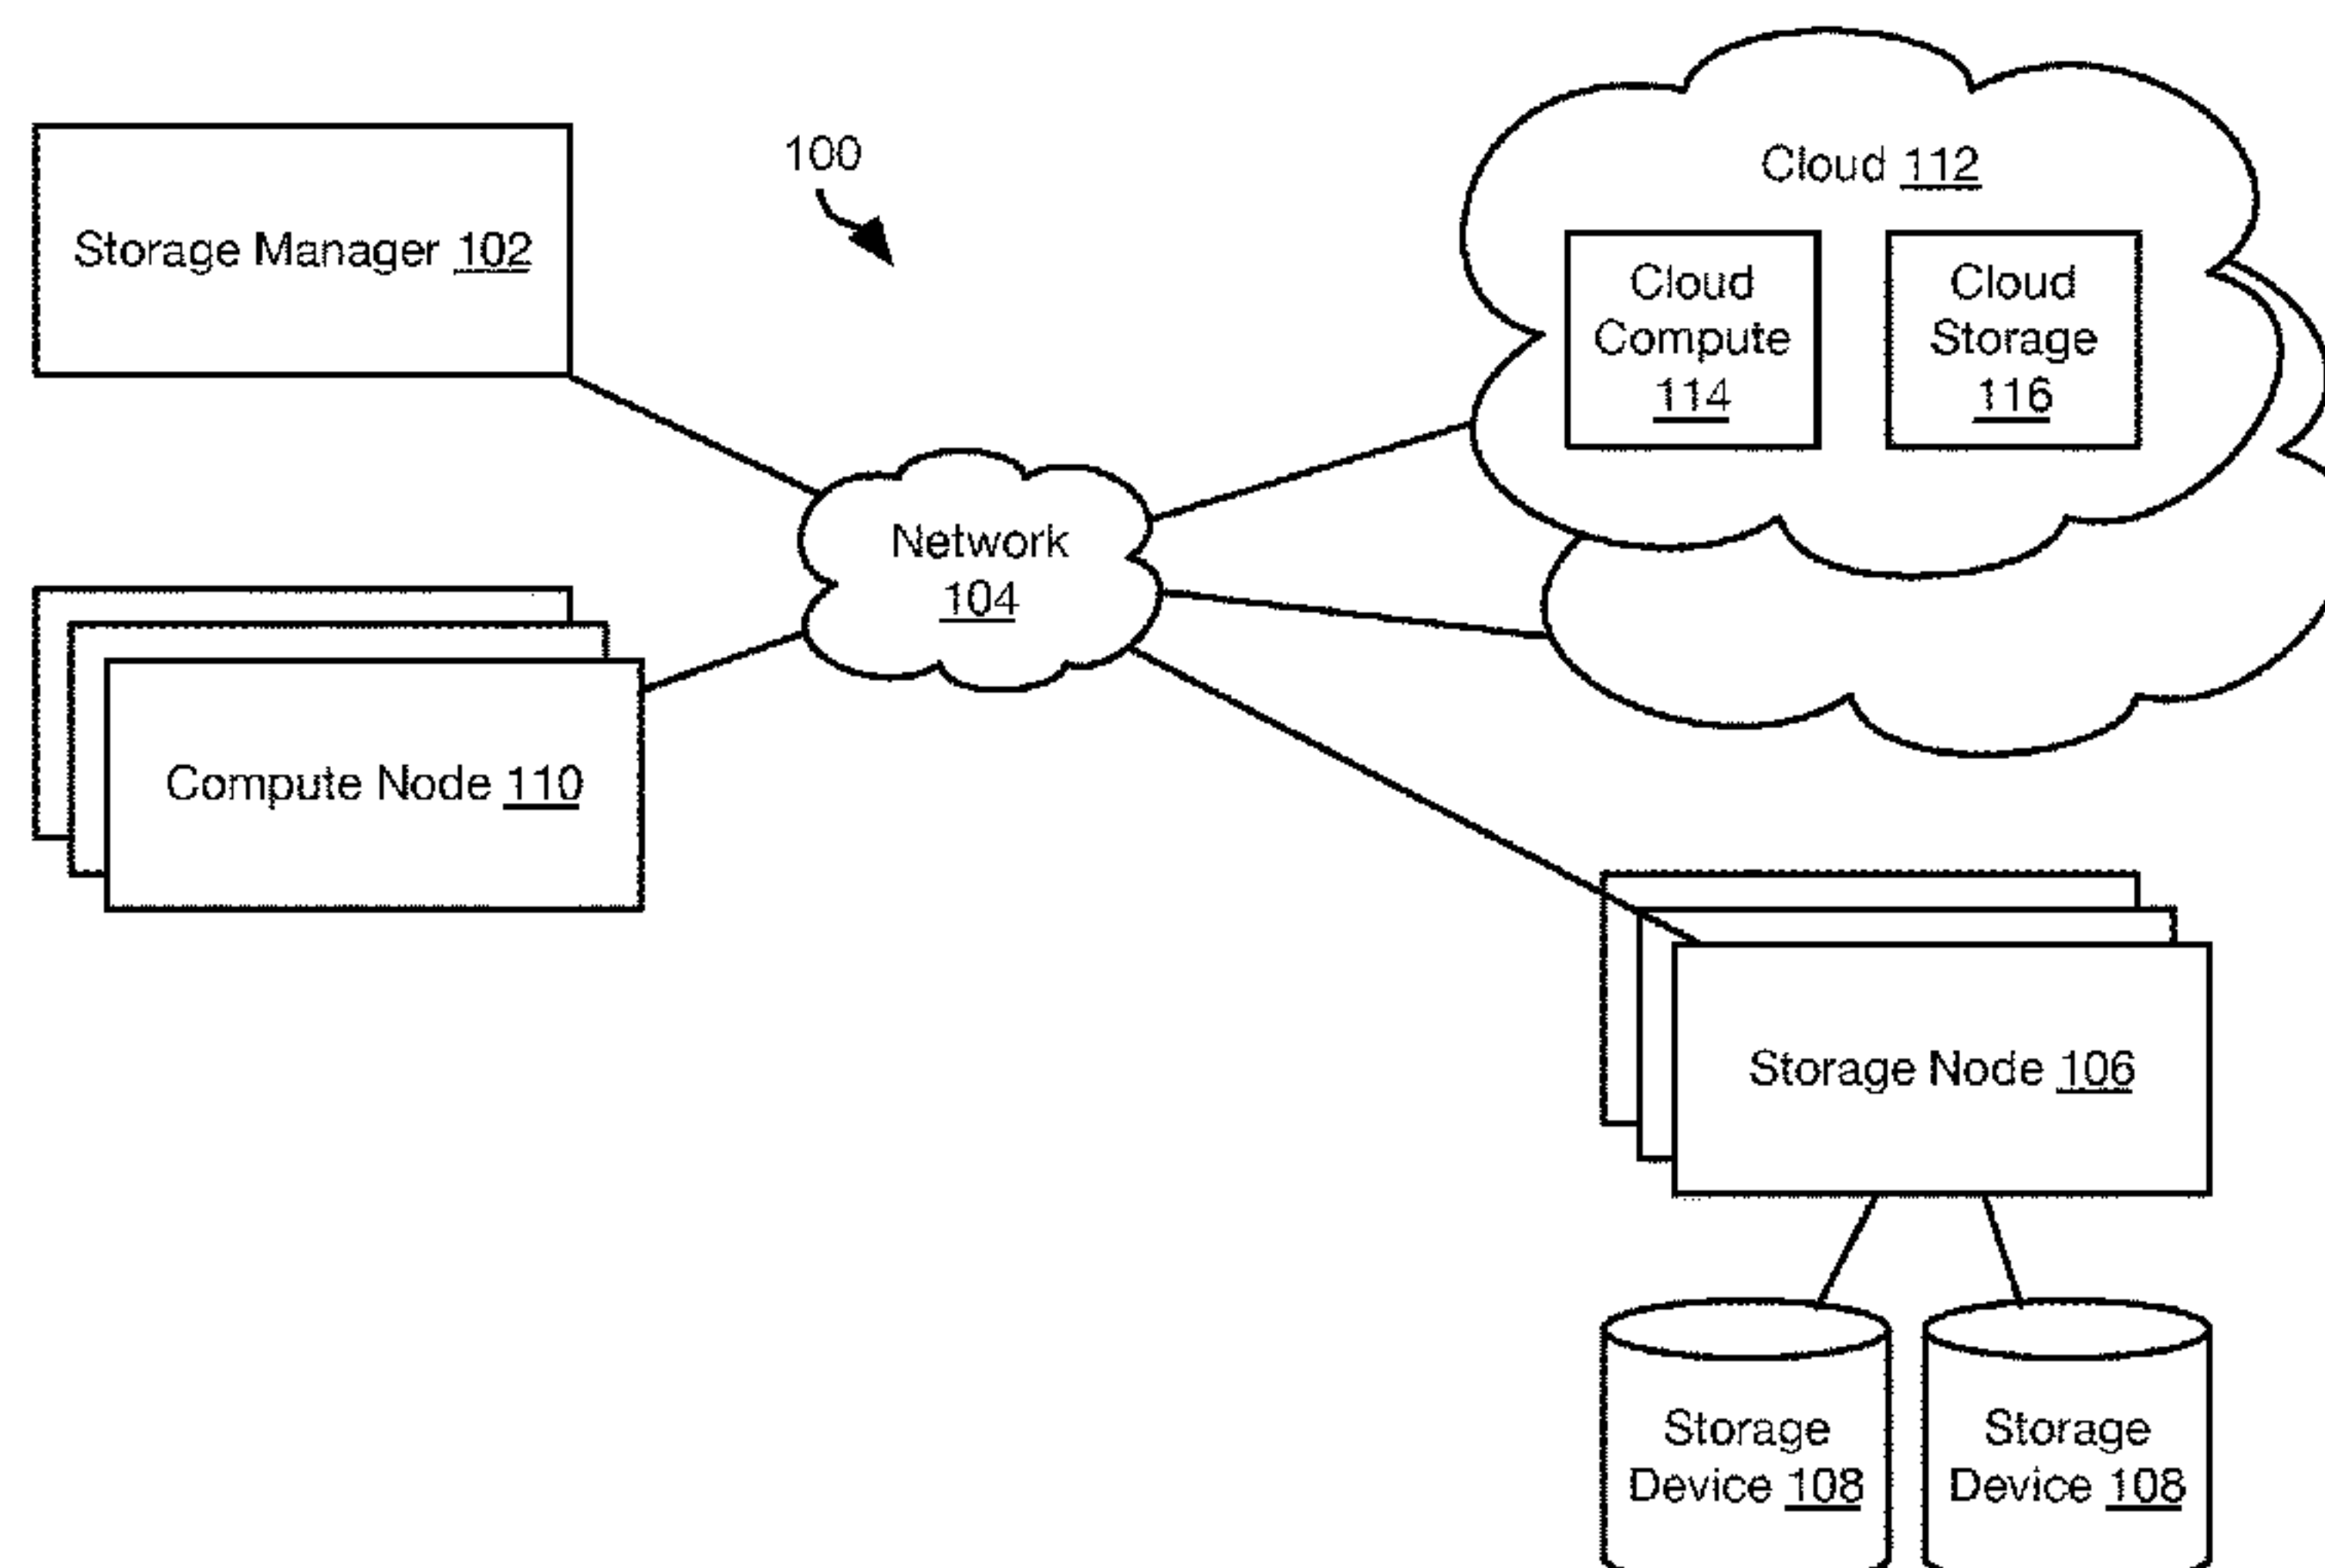 100
Storage Manager 102
Cloud 112
Cloud
Compute
114
Cloud
Storage
116
Network
104
Compute Node 110
Storage Node 106
Storage
Device 108
Storage
Device 108